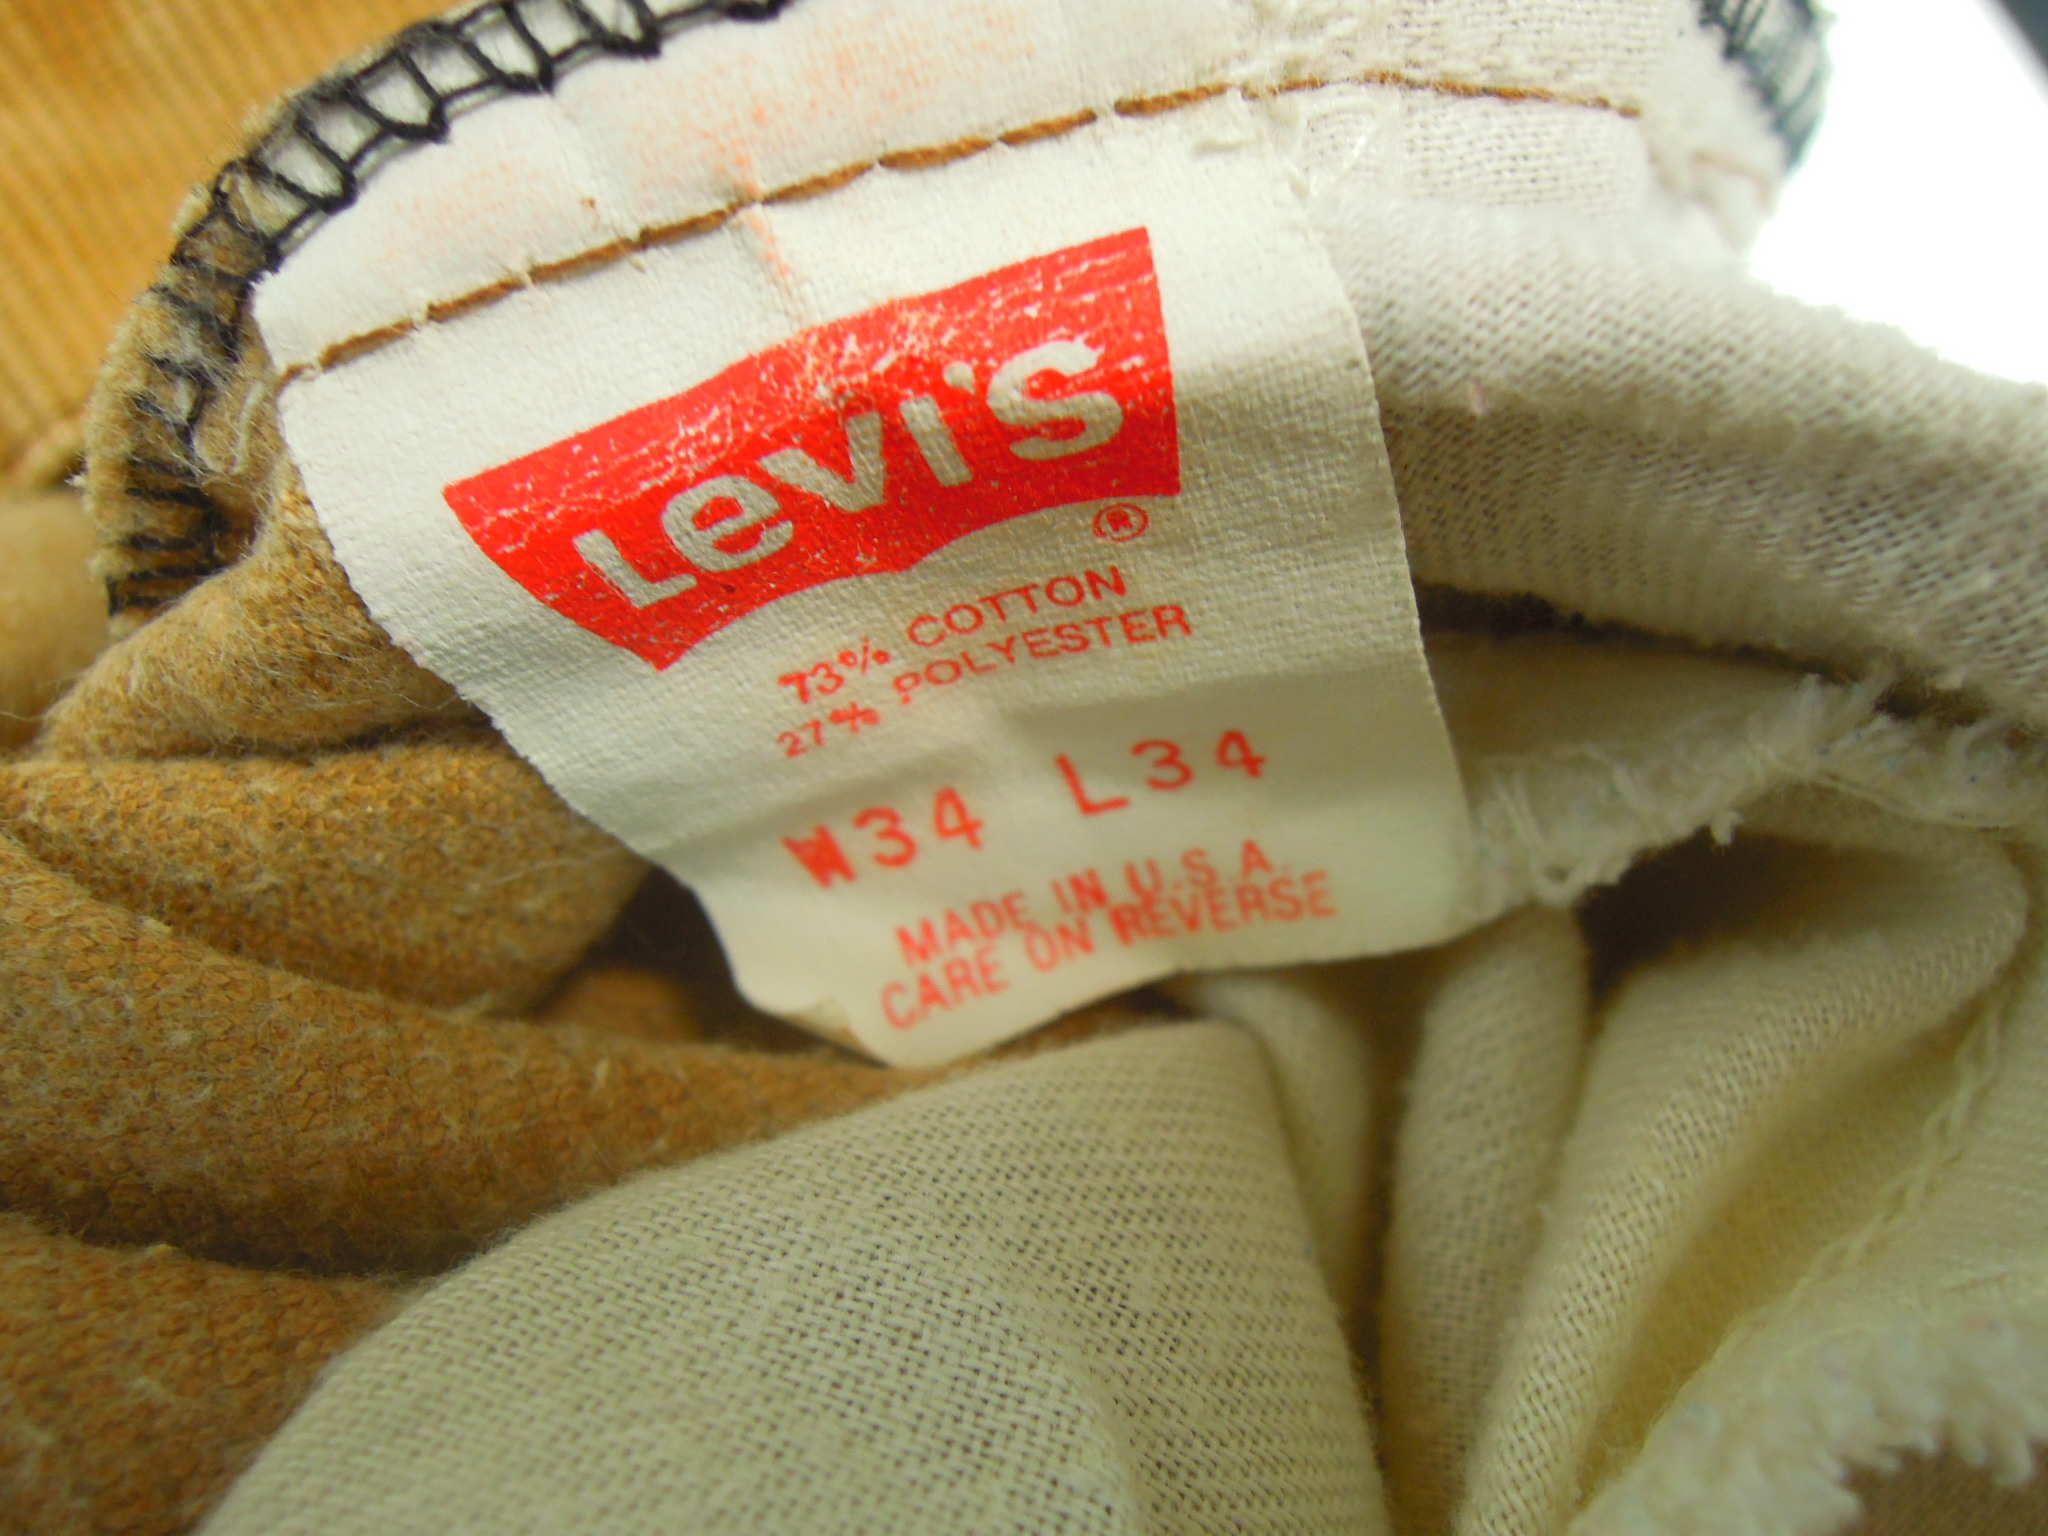 Levi's
®
73% COTTON
27% POLYESTER
W34 L34
MADE IN U.S.A.
CARE ON REVERSE